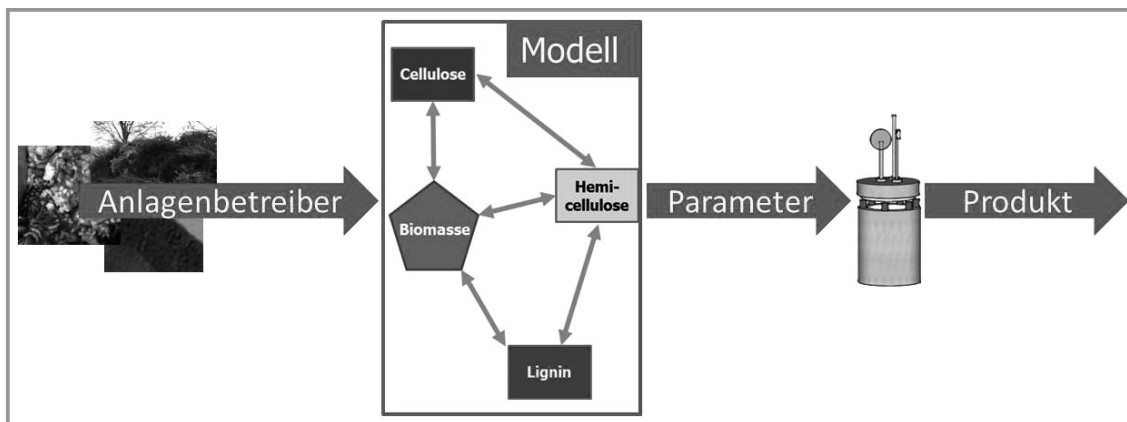 Modell
Cellulose
Anlagenbetreiber
Biomasse
Hemi-
cellulose
Lignin
Parameter
Produkt